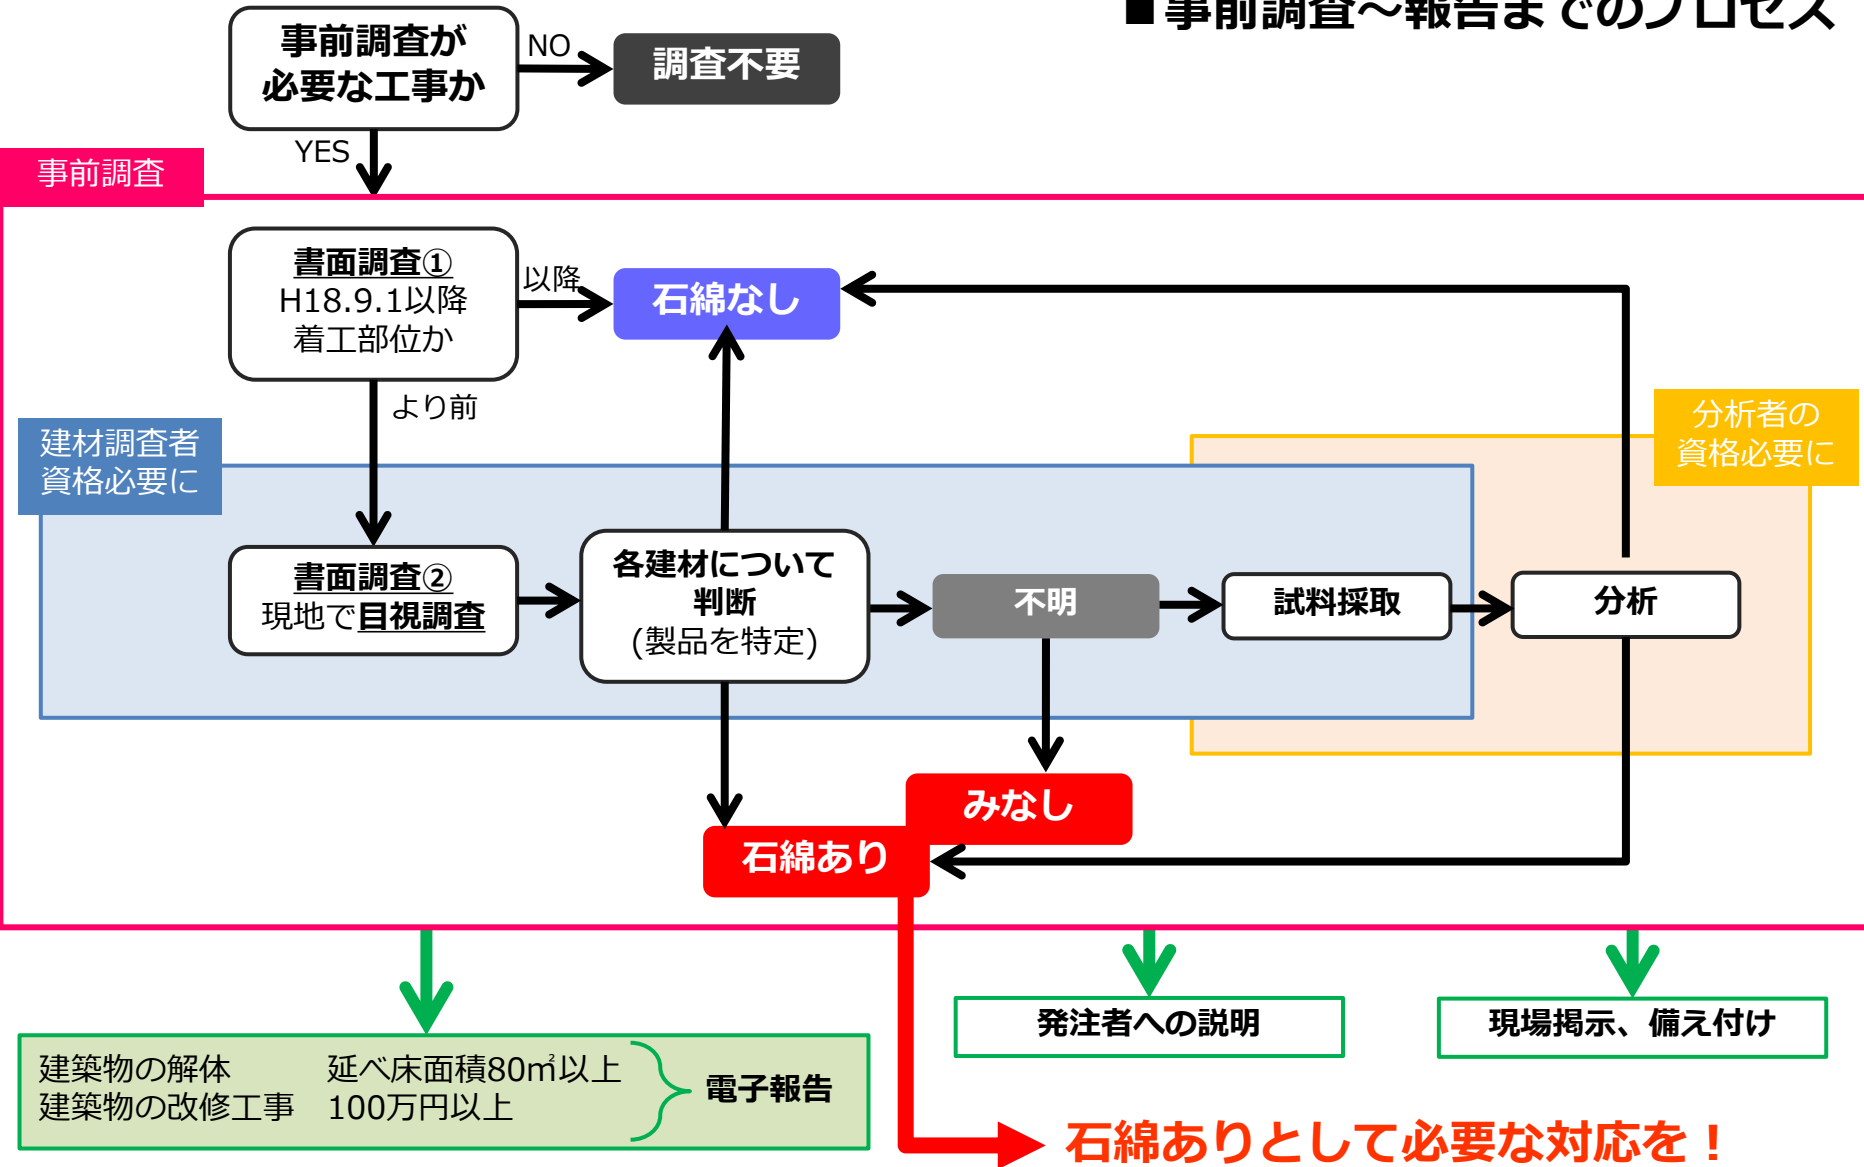 ■事前調査～報告までのプロセス
事前調査が
必要な工事か
NO
調査不要
YES
事前調査
書面調査①
H18.9.1以降
着工部位か
以降
石綿なし
より前
建材調査者
資格必要に
分析者の
資格必要に
書面調査②
現地で目視調査
各建材について
判断
(製品を特定)
不明
試料採取
分析
みなし
石綿あり
発注者への説明
現場掲示、備え付け
建築物の解体 延べ床面積80㎡以上
建築物の改修工事 100万円以上
電子報告
石綿ありとして必要な対応を！